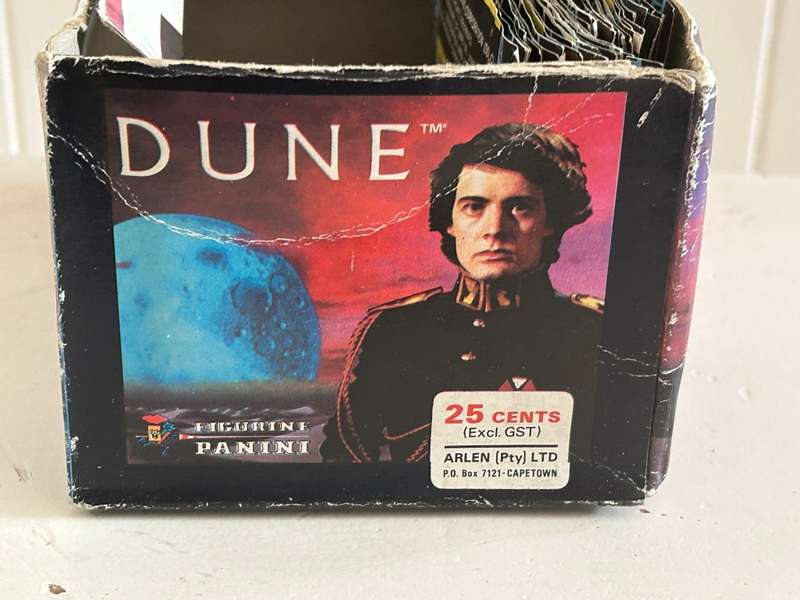 DUNE™*
FIGURINE
PANINI
25 CENTS
(Excl. GST)
ARLEN (Pty) LTD
P.O. Box 7121-CAPETOWN